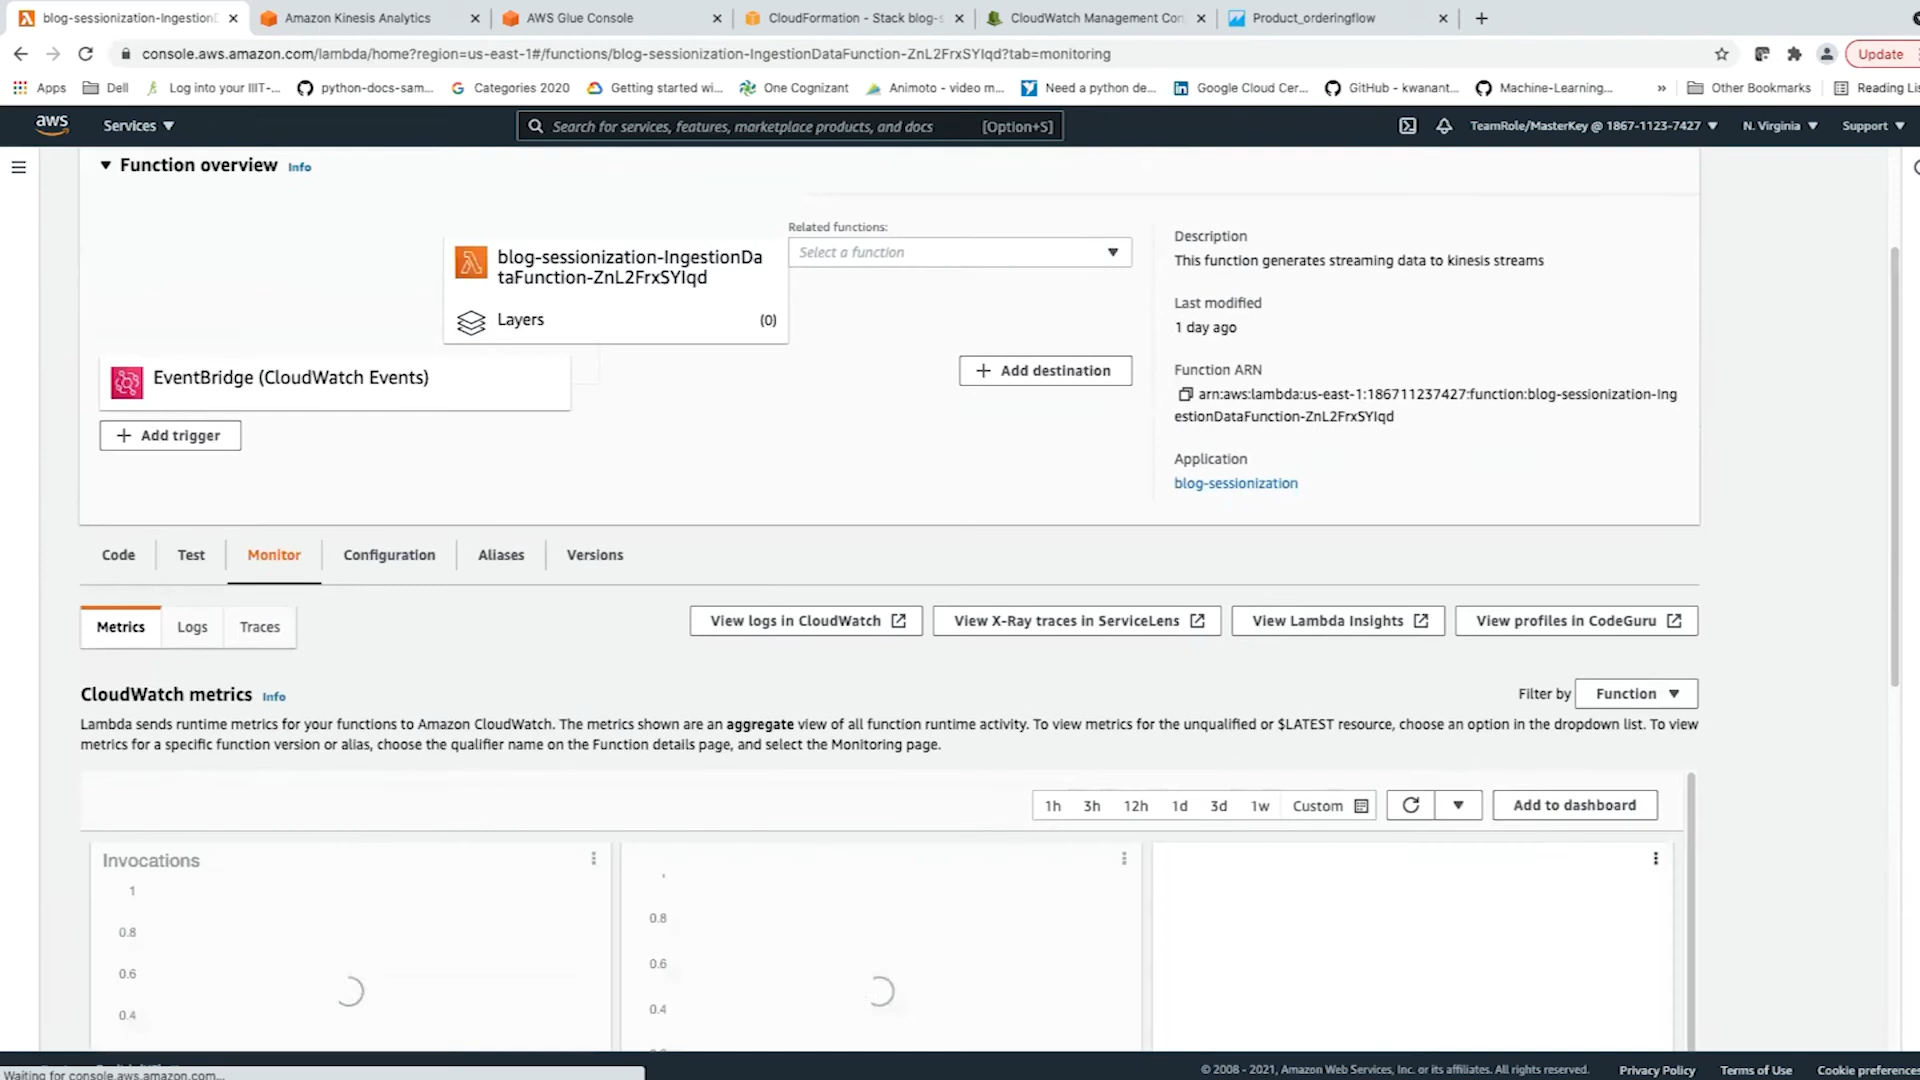 blog-sessionization-IngestionD
Amazon Kinesis Analytics
AWS Glue Console
CloudFormation - Stack blog-s
CloudWatch Management Con
Product_orderingflow
console.aws.amazon.com/lambda/home?region=us-east-1#/functions/blog-sessionization-IngestionDataFunction-ZnL2FrxSYIqd?tab=monitoring
Update
Apps
Dell
Log into your IIIT-...
python-docs-sam...
Categories 2020
Getting started wi...
One Cognizant
Animoto - video m...
Need a python de...
Google Cloud Cer...
GitHub - kwanant...
Machine-Learning...
»
Other Bookmarks
Reading Lis
aws
Services
Search for services, features, marketplace products, and docs
[Option+S]
TeamRole/MasterKey @ 1867-1123-7427
N. Virginia
Support
Function overview
Info
blog-sessionization-IngestionDa
taFunction-ZnL2FrxSYIqd
Layers
(0)
Related functions:
Select a function
EventBridge (CloudWatch Events)
+ Add trigger
+ Add destination
Description
This function generates streaming data to kinesis streams
Last modified
1 day ago
Function ARN
arn:aws:lambda:us-east-1:186711237427:function:blog-sessionization-Ing
estionDataFunction-ZnL2FrxSYIqd
Application
blog-sessionization
Code
Test
Monitor
Configuration
Aliases
Versions
Metrics
Logs
Traces
View logs in CloudWatch
View X-Ray traces in ServiceLens
View Lambda Insights
View profiles in CodeGuru
CloudWatch metrics
Info
Filter by
Function
Lambda sends runtime metrics for your functions to Amazon CloudWatch. The metrics shown are an aggregate view of all function runtime activity. To view metrics for the unqualified or $LATEST resource, choose an option in the dropdown list. To view
metrics for a specific function version or alias, choose the qualifier name on the Function details page, and select the Monitoring page.
1h
3h
12h
1d
3d
1w
Custom
Add to dashboard
Invocations
1
0.8
0.6
0.4
0.8
0.6
0.4
© 2008 - 2021, Amazon Web Services, Inc. or its affiliates. All rights reserved.
Privacy Policy
Terms of Use
Cookie preferences
Waiting for console.aws.amazon.com...